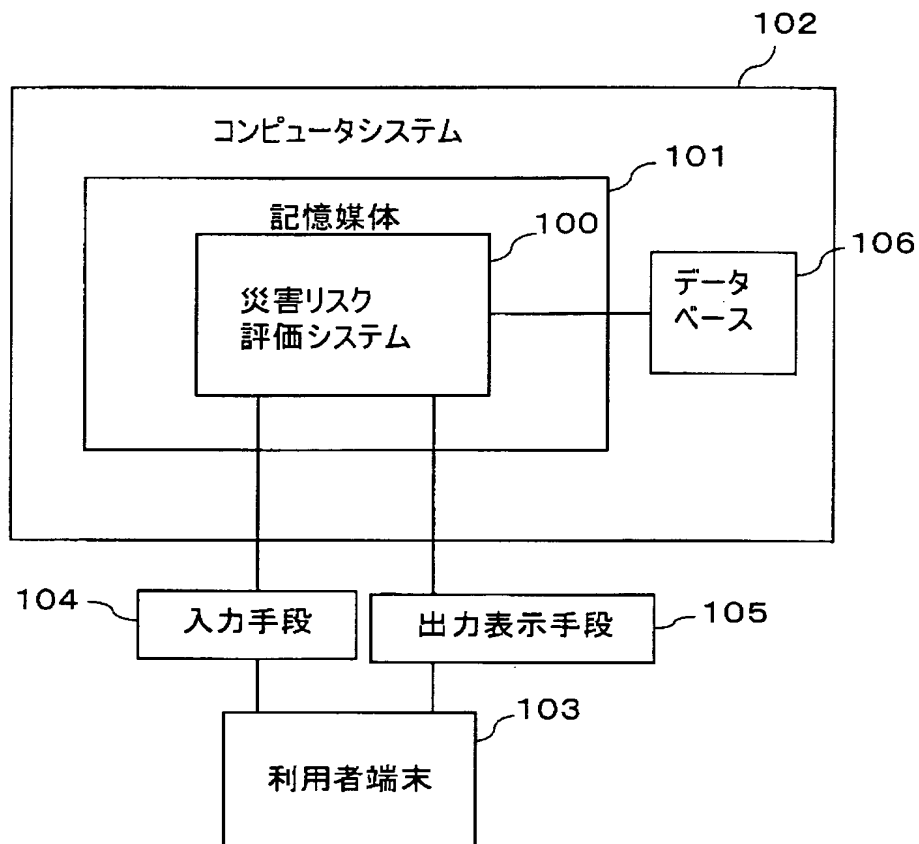 102
コンピュータシステム
101
記憶媒体
100
災害リスク
評価システム
106
データ
ベース
104
入力手段
出力表示手段
105
103
利用者端末